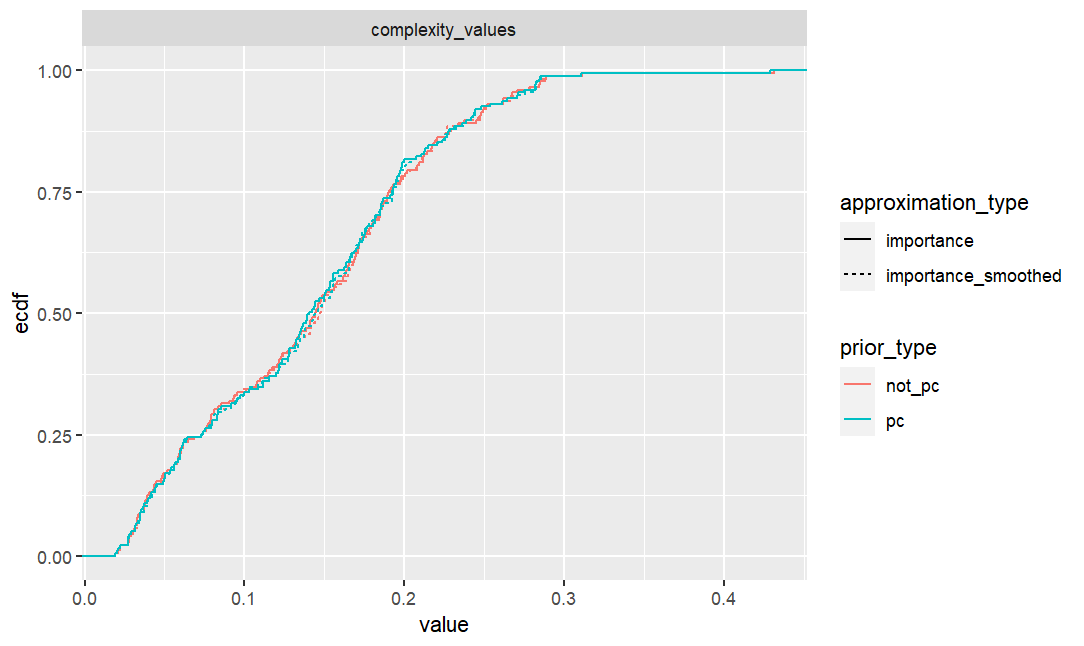 complexity_values
1.00
0.75
0.50
0.25
0.00
ecdf
0.0 0.1 0.2 0.3 0.4
value
approximation_type
importance
importance_smoothed
prior_type
not_pc
pc